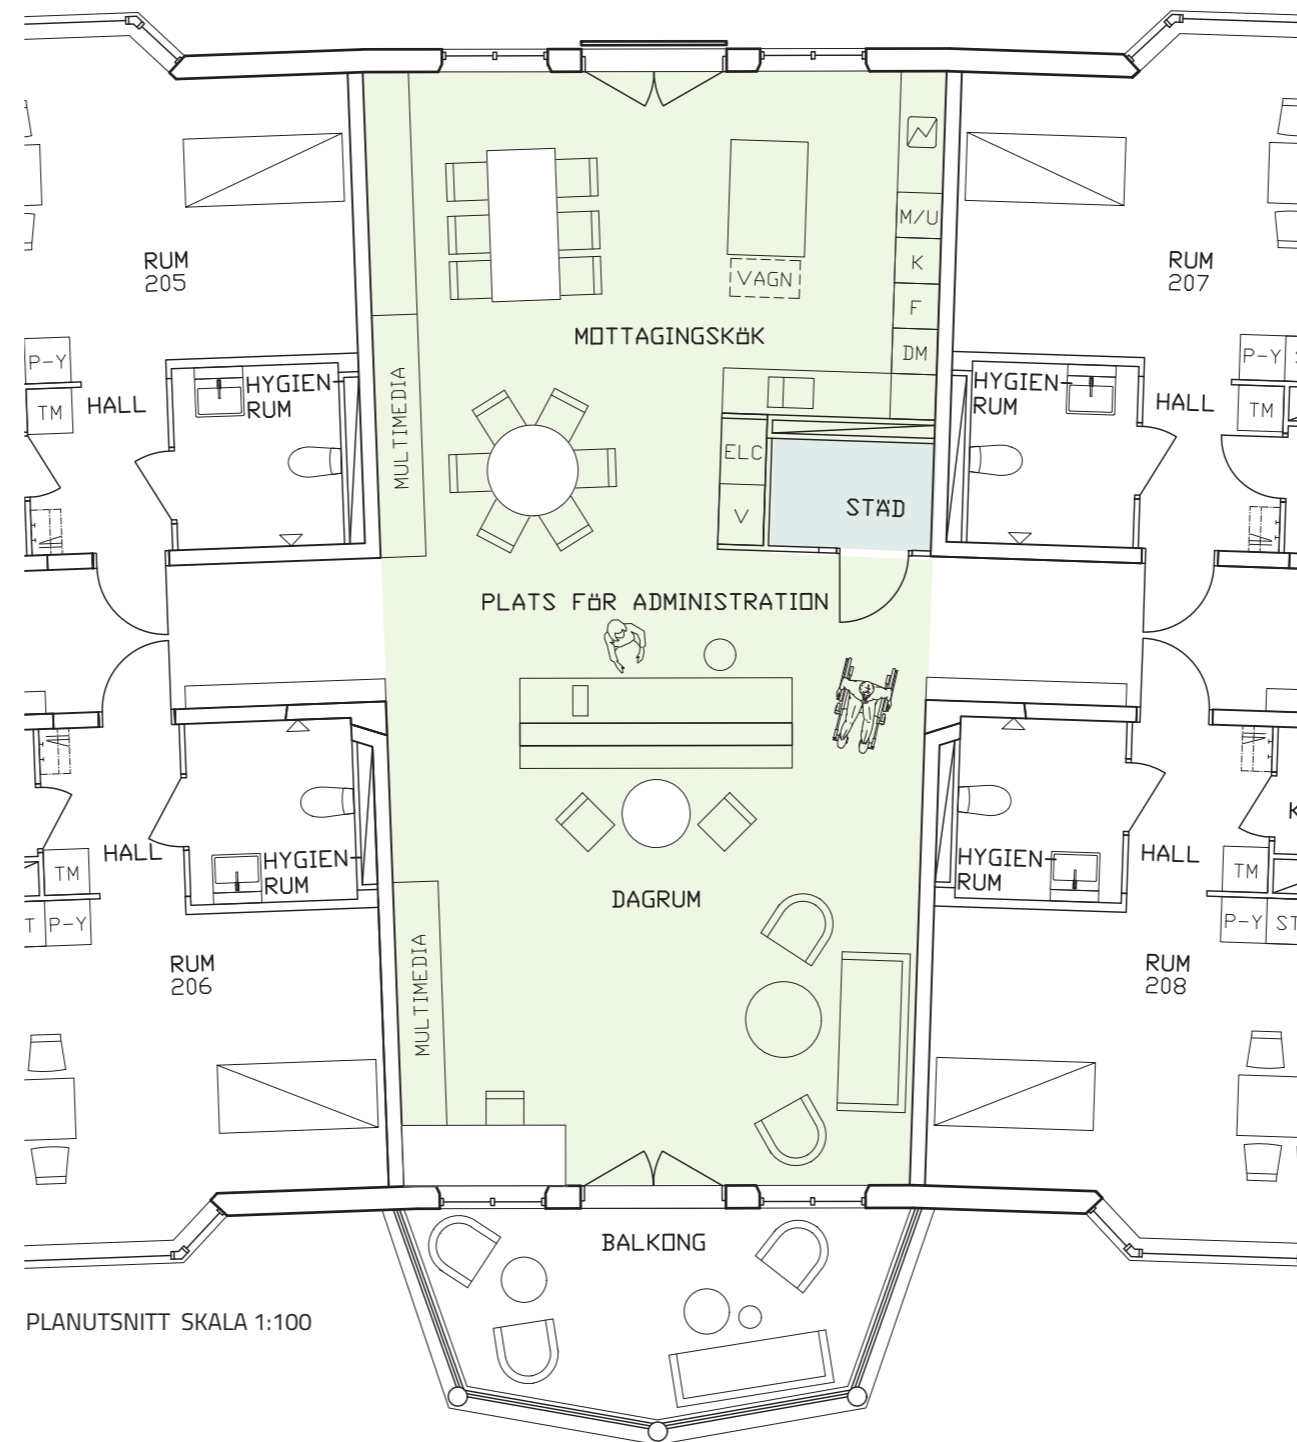 M/U
K
VAGN
F
RUM
205
RUM
207
MOTTAGINGSKÖK
DM
P-Y
TM
HALL
HYGIEN-
RUM
MULTIMEDIA
HYGIEN-
RUM
HALL
P-Y
TM
ELC
V
STÄD
PLATS FÖR ADMINISTRATION
HALL
TM
T
P-Y
HYGIEN-
RUM
HYGIEN-
RUM
HALL
K
TM
P-Y
ST
DAGRUM
RUM
206
MULTIMEDIA
RUM
208
BALKONG
PLANUTSNITT SKALA 1:100